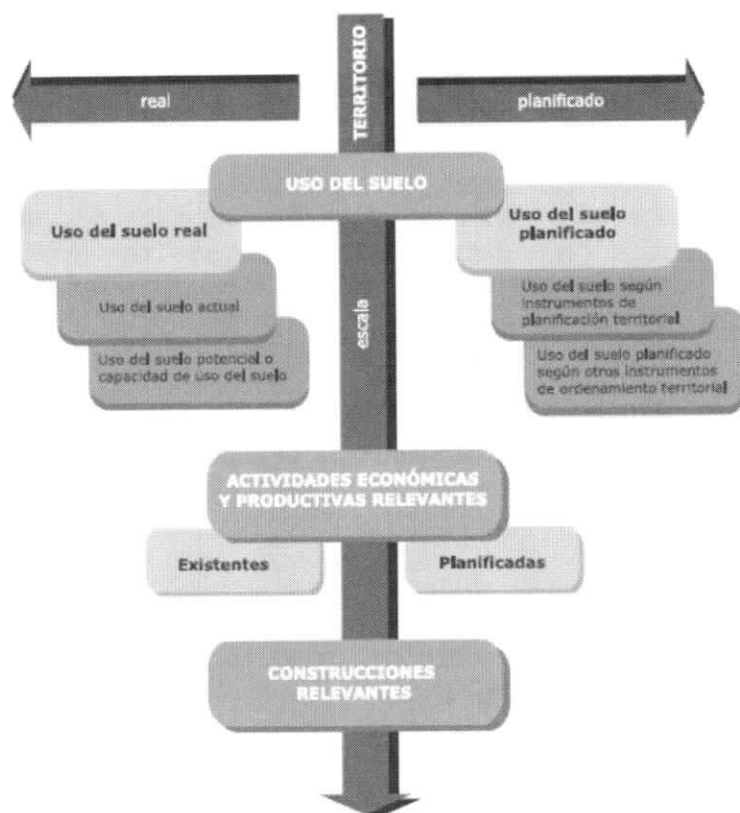 TERRITORIO
real
planificado
USO DEL SUELO
Uso del suelo real
Uso del suelo
planificado
Uso del suelo actual
Uso del suelo según
instrumentos de
planificación territorial
escala
Uso del suelo potencial o
capacidad de uso del suelo
Uso del suelo planificado
según otros instrumentos
de ordenamiento territorial
ACTIVIDADES ECONÓMICAS
Y PRODUCTIVAS RELEVANTES
Existentes
Planificadas
CONSTRUCCIONES
RELEVANTES